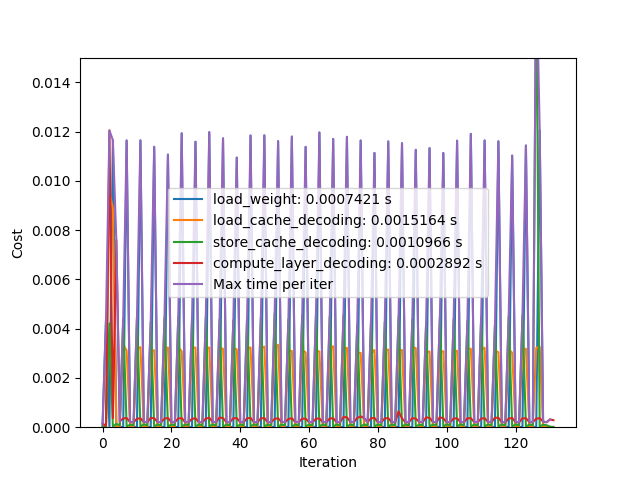 0.014
0.012
0.010
0.008
0.006
0.004
0.002
0.000
Cost
load_weight: 0.0007421 s
load_cache_decoding: 0.0015164 s
store_cache_decoding: 0.0010966 s
compute_layer_decoding: 0.0002892 s
Max time per iter
0 20 40 60 80 100 120
Iteration